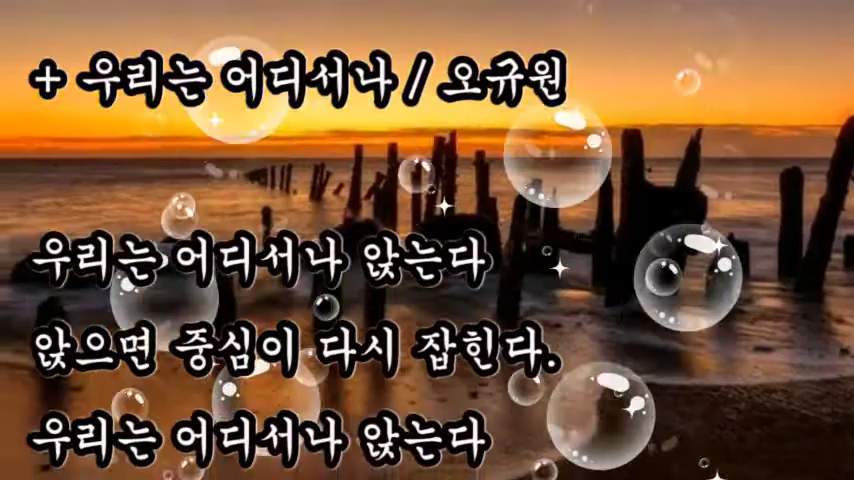 + 우리는 어디서나 / 오규원
우리는 어디서나 앉는다
앉으면 중심이 다시 잡힌다.
우리는 어디서나 앉는다